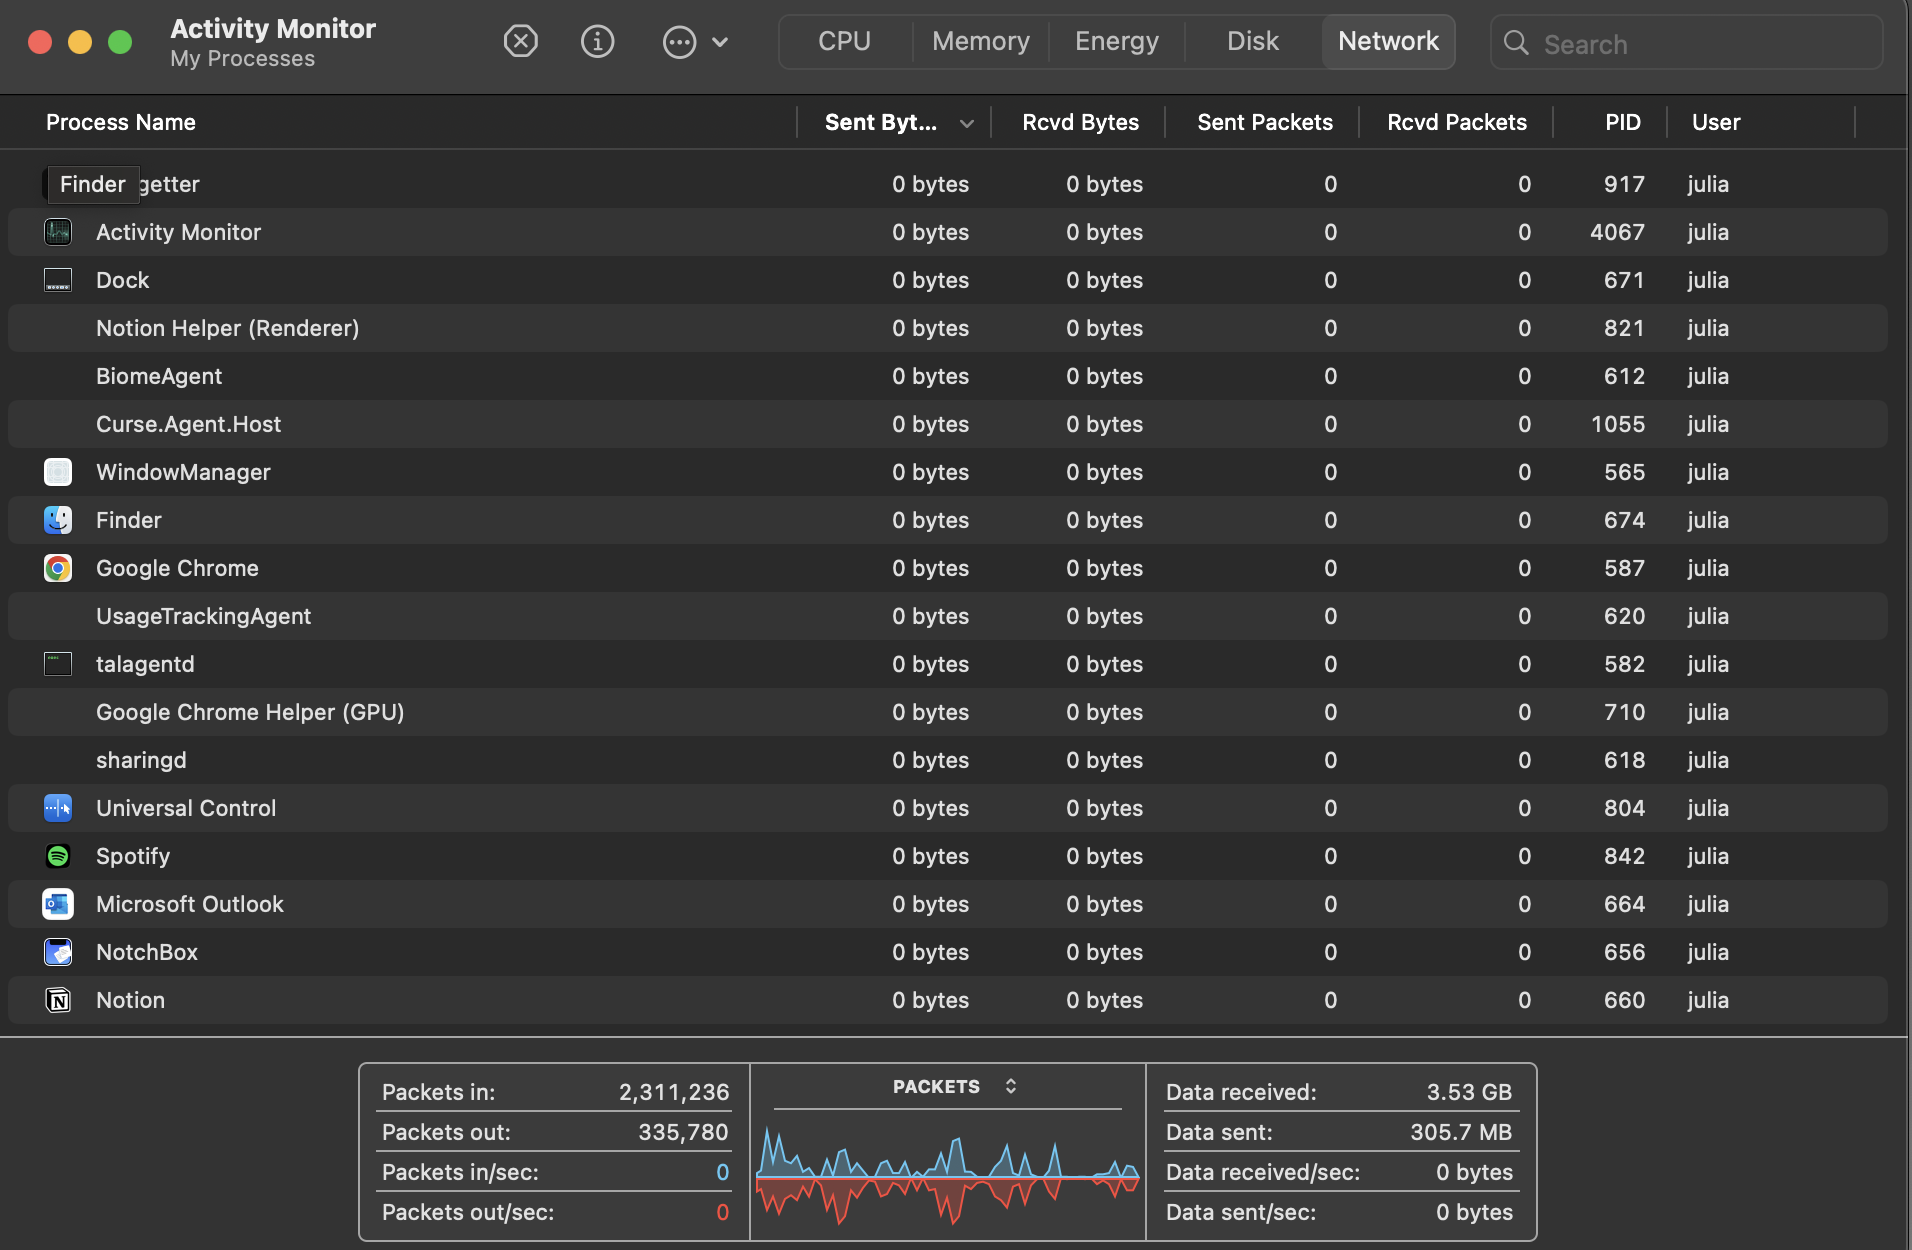 Activity Monitor
My Processes
CPU Memory Energy Disk Network Search
Process Name Sent Byt... Rcvd Bytes Sent Packets Rcvd Packets PID User
Finder getter 0 bytes 0 bytes 0 0 917 julia
Activity Monitor 0 bytes 0 bytes 0 0 4067 julia
Dock 0 bytes 0 bytes 0 0 671 julia
Notion Helper (Renderer) 0 bytes 0 bytes 0 0 821 julia
BiomeAgent 0 bytes 0 bytes 0 0 612 julia
Curse.Agent.Host 0 bytes 0 bytes 0 0 1055 julia
WindowManager 0 bytes 0 bytes 0 0 565 julia
Finder 0 bytes 0 bytes 0 0 674 julia
Google Chrome 0 bytes 0 bytes 0 0 587 julia
UsageTrackingAgent 0 bytes 0 bytes 0 0 620 julia
talagentd 0 bytes 0 bytes 0 0 582 julia
Google Chrome Helper (GPU) 0 bytes 0 bytes 0 0 710 julia
sharingd 0 bytes 0 bytes 0 0 618 julia
Universal Control 0 bytes 0 bytes 0 0 804 julia
Spotify 0 bytes 0 bytes 0 0 842 julia
Microsoft Outlook 0 bytes 0 bytes 0 0 664 julia
NotchBox 0 bytes 0 bytes 0 0 656 julia
Notion 0 bytes 0 bytes 0 0 660 julia
Packets in: 2,311,236
Packets out: 335,780
Packets in/sec: 0
Packets out/sec: 0
PACKETS
Data received: 3.53 GB
Data sent: 305.7 MB
Data received/sec: 0 bytes
Data sent/sec: 0 bytes